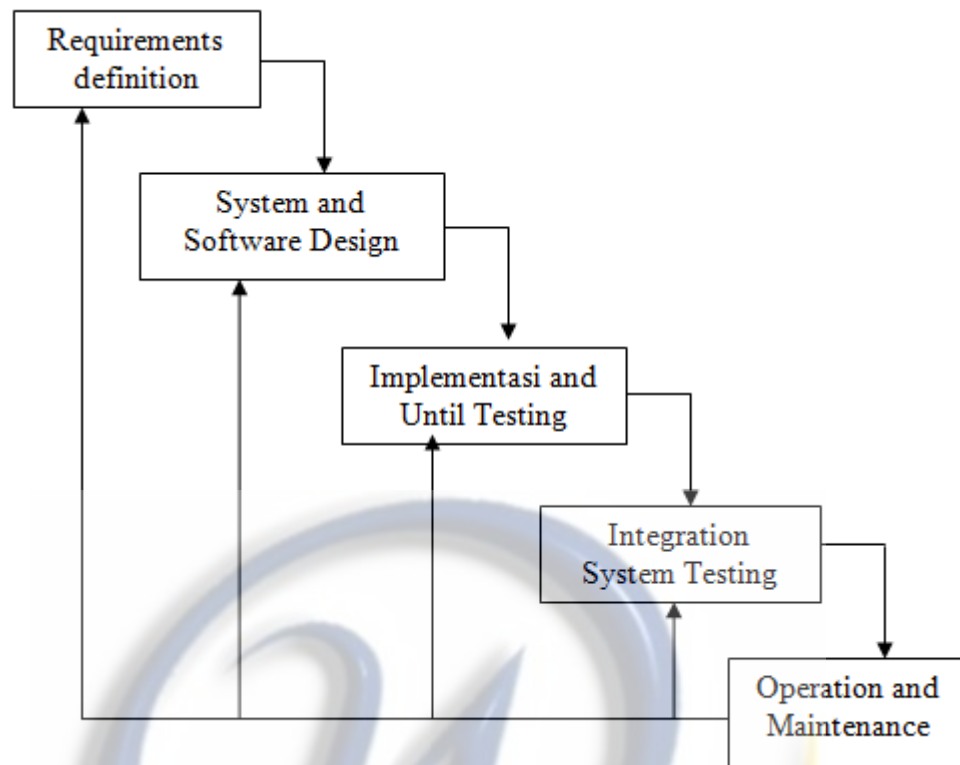 Requirements
definition
System and
Software Design
Implementasi and
Until Testing
Integration
System Testing
Operation and
Maintenance